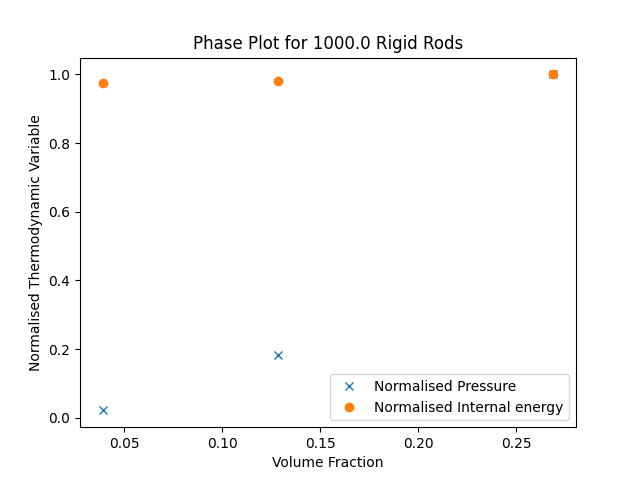 Phase Plot for 1000.0 Rigid Rods
Normalised Thermodynamic Variable
1.0
0.8
0.6
0.4
0.2
0.0
Normalised Pressure
Normalised Internal energy
0.05
0.10
0.15
0.20
0.25
Volume Fraction